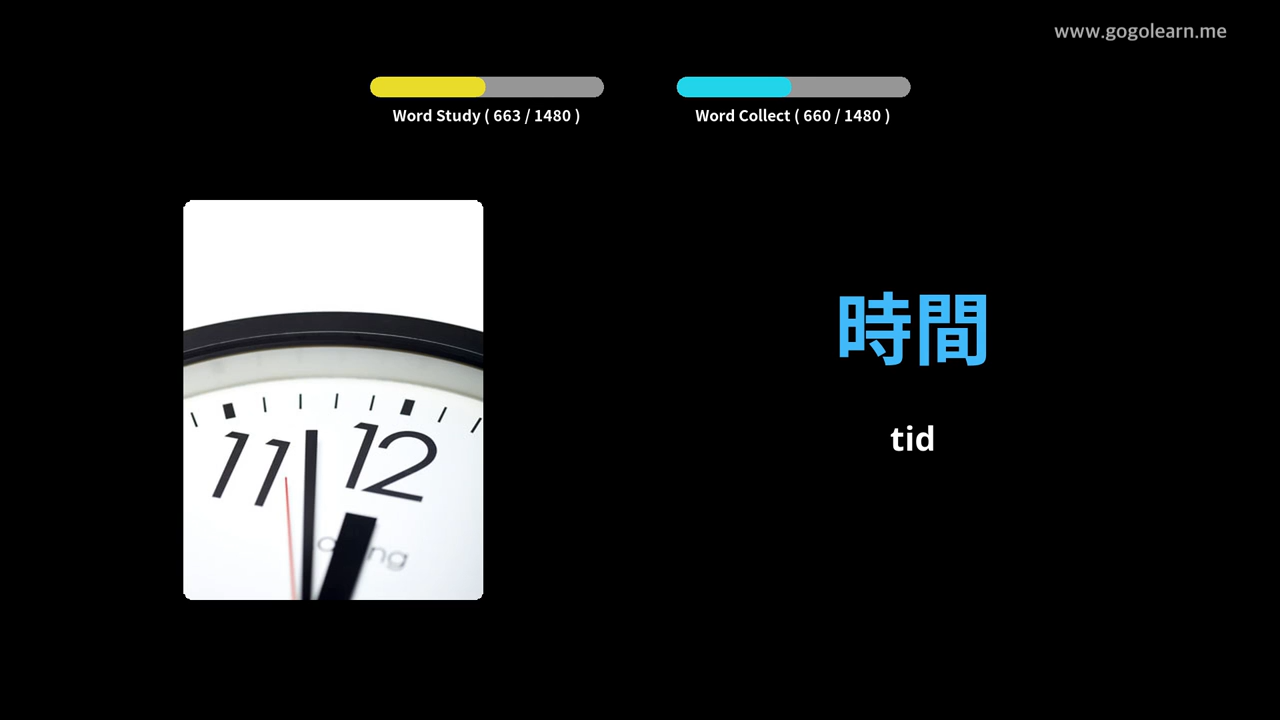 www.gogolearn.me
Word Study ( 663 / 1480 )
Word Collect ( 660 / 1480 )
11
12
時間
tid